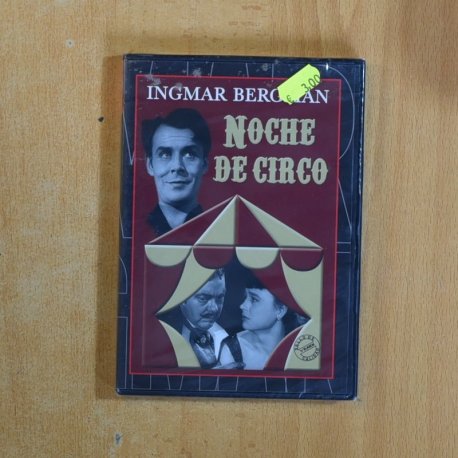 INGMAR BERGMAN
€ 3,00
NOCHE
DE CIRCO